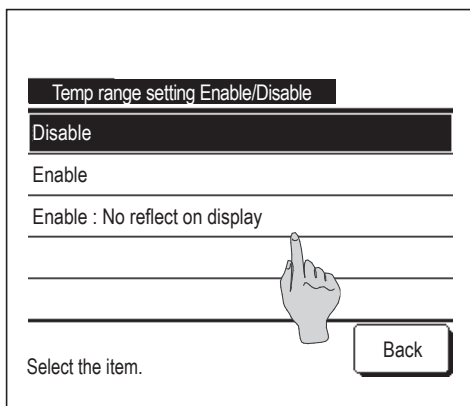 Temp range setting Enable/Disable
Disable
Enable
Enable : No reflect on display
Select the item.
Back